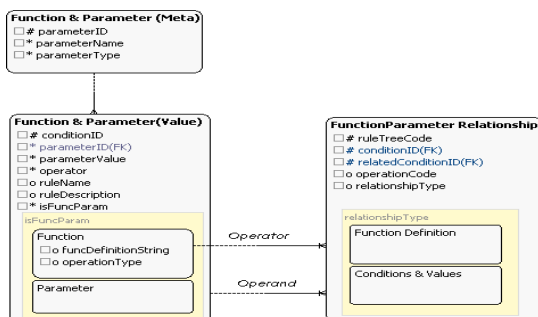 Function & Parameter (Meta)
# parameterID
* parameterName
* parameterType
Function & Parameter(Value)
# conditionID
* parameterID(FK)
* parameterValue
* operator
o ruleName
o ruleDescription
* isFuncParam
isFuncParam
Function
o funcDefinitionString
o operationType
Parameter
Operator
Operand
FunctionParameter Relationship
# ruleTreeCode
# conditionID(FK)
# relatedConditionID(FK)
o operationCode
o relationshipType
relationshipType
Function Definition
Conditions & Values